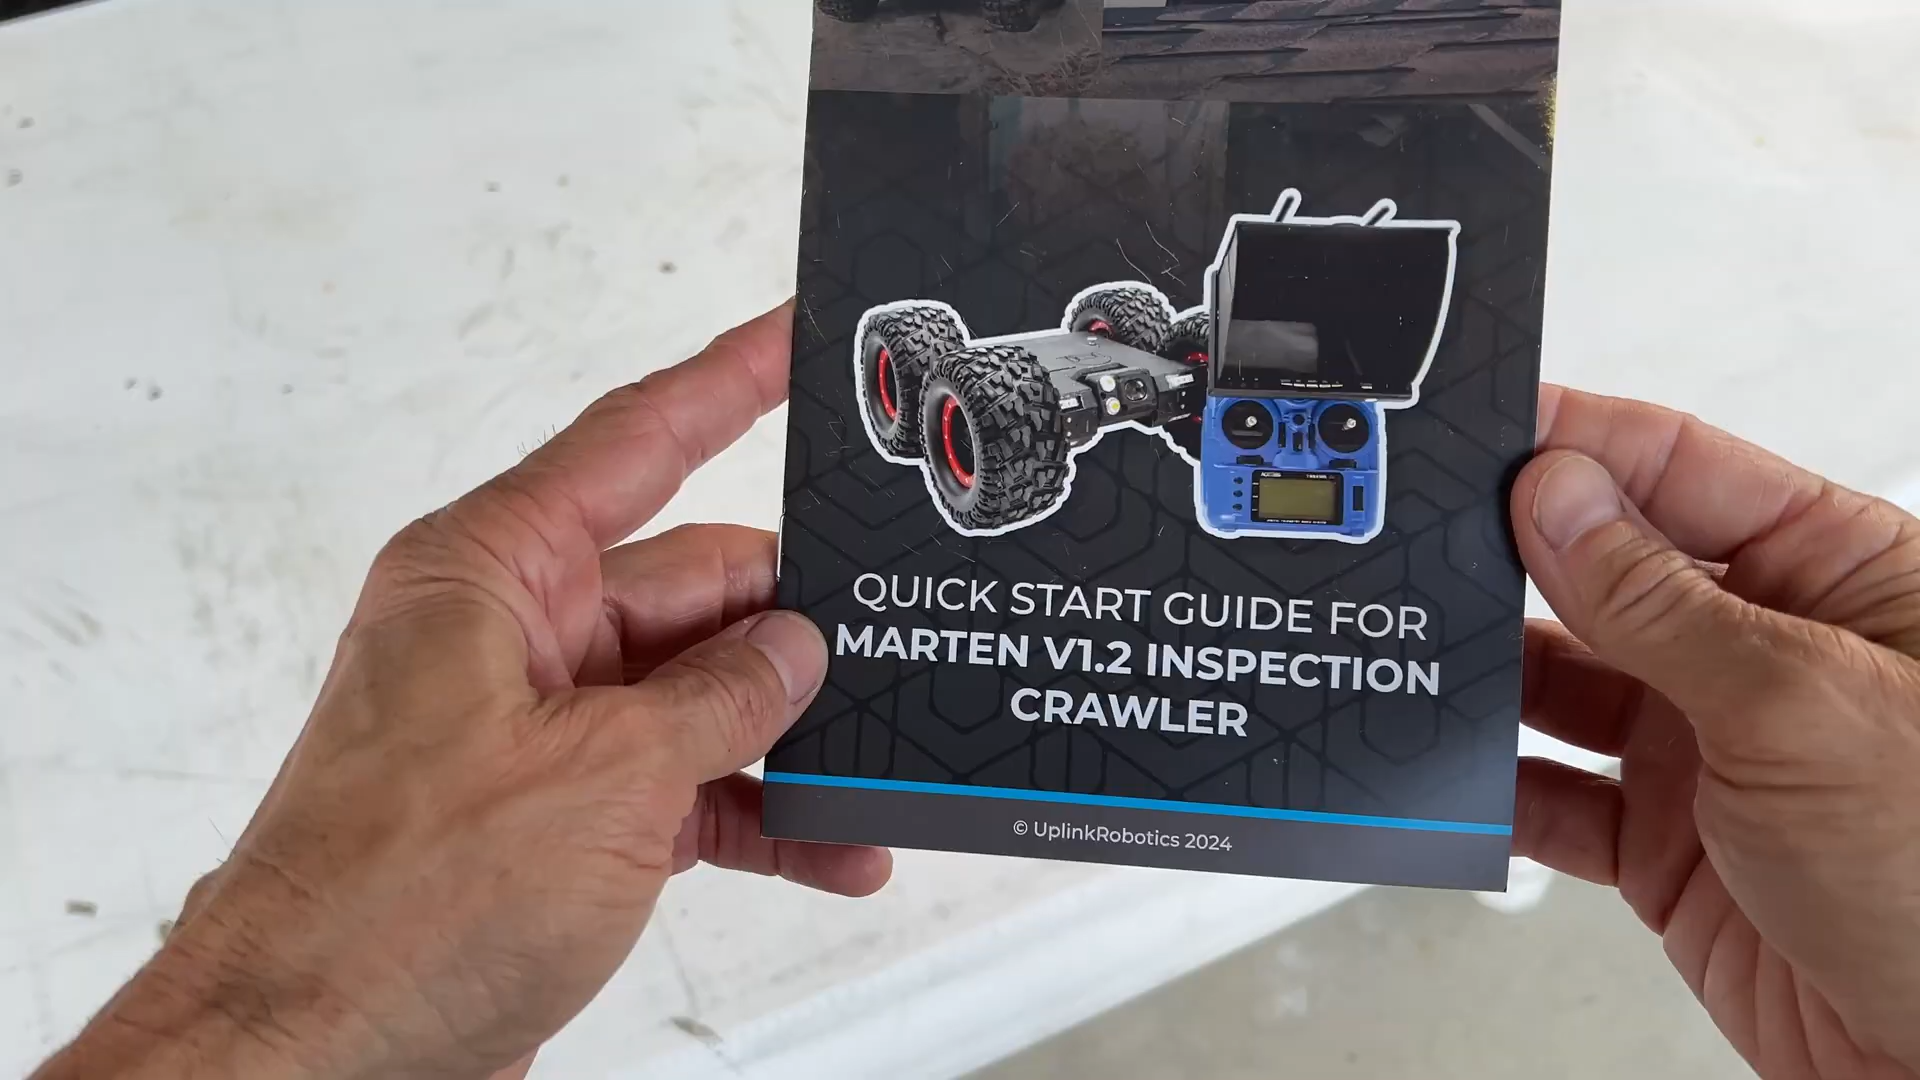 QUICK START GUIDE FOR
MARTEN V1.2 INSPECTION
CRAWLER
© UplinkRobotics 2024